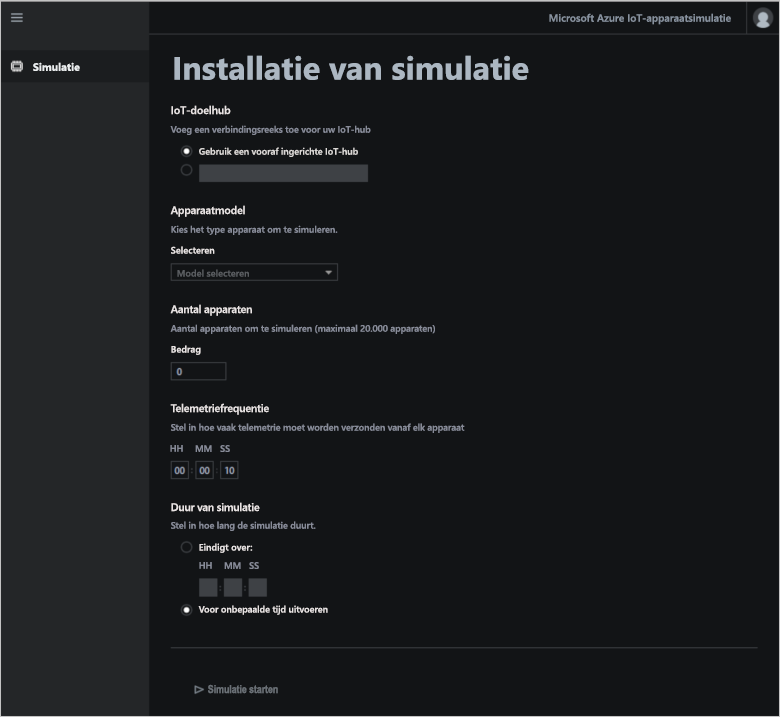 Microsoft Azure IoT-apparaatsimulatie
Simulatie
Installatie van simulatie
IoT-doelhub
Voeg een verbindingsreeks toe voor uw IoT-hub
Gebruik een vooraf ingerichte IoT-hub
Apparaatmodel
Kies het type apparaat om te simuleren.
Selecteren
Model selecteren
Aantal apparaten
Aantal apparaten om te simuleren (maximaal 20.000 apparaten)
Bedrag
0
Telemetriefrequentie
Stel in hoe vaak telemetrie moet worden verzonden vanaf elk apparaat
HH MM SS
00 : 00 : 10
Duur van simulatie
Stel in hoe lang de simulatie duurt.
Eindigt over:
HH MM SS
: :
Voor onbepaalde tijd uitvoeren
Simulatie starten